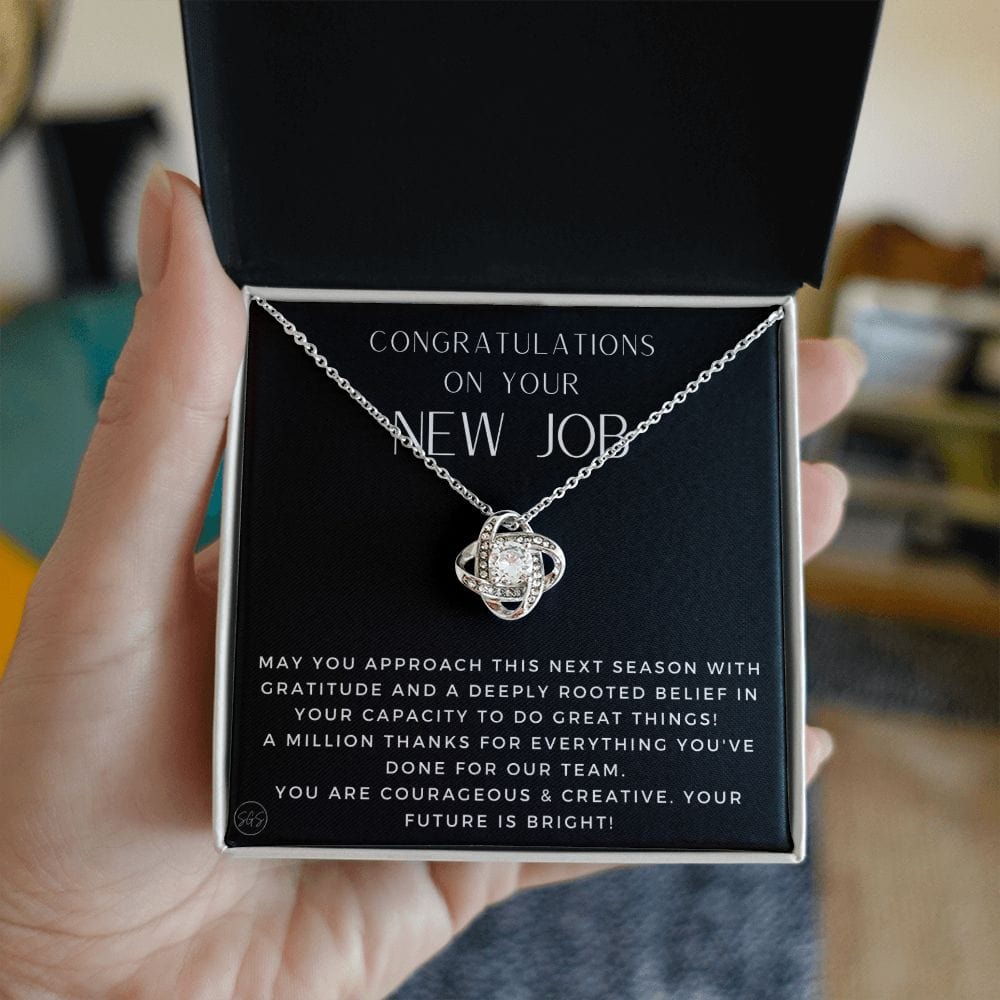 CONGRATULATIONS
ON YOUR
NEW JOB
MAY YOU APPROACH THIS NEXT SEASON WITH
GRATITUDE AND A DEEPLY ROOTED BELIEF IN
YOUR CAPACITY TO DO GREAT THINGS!
A MILLION THANKS FOR EVERYTHING YOU'VE
DONE FOR OUR TEAM.
YOU ARE COURAGEOUS & CREATIVE. YOUR
FUTURE IS BRIGHT!
SGS